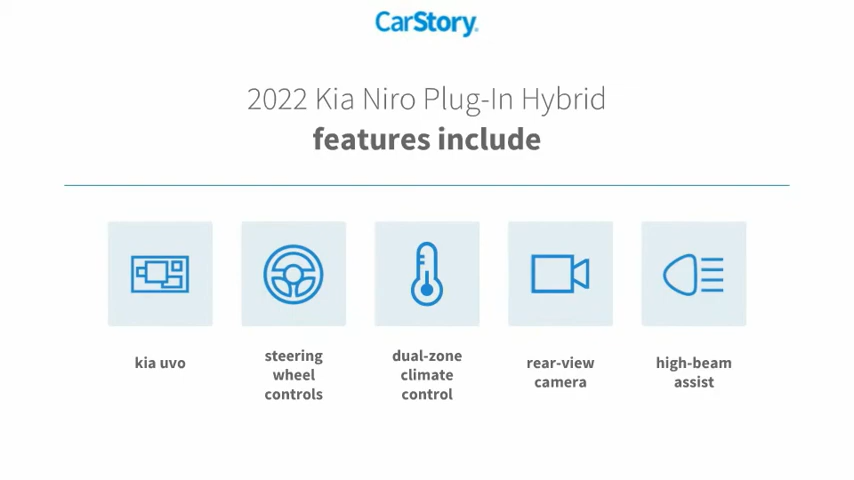 CarStory.
2022 Kia Niro Plug-In Hybrid
features include
kia uvo
steering
wheel
controls
dual-zone
climate
control
rear-view
camera
high-beam
assist